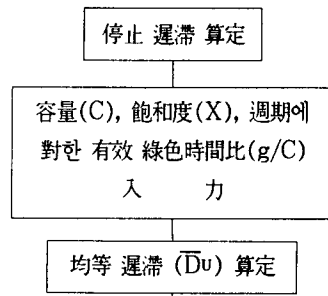 停止 遲滯 算定
容量(C), 飽和度(X), 週期에
對한 有效 綠色時間比(g/C)
入 力
均等 遲滯 (D̅u) 算定